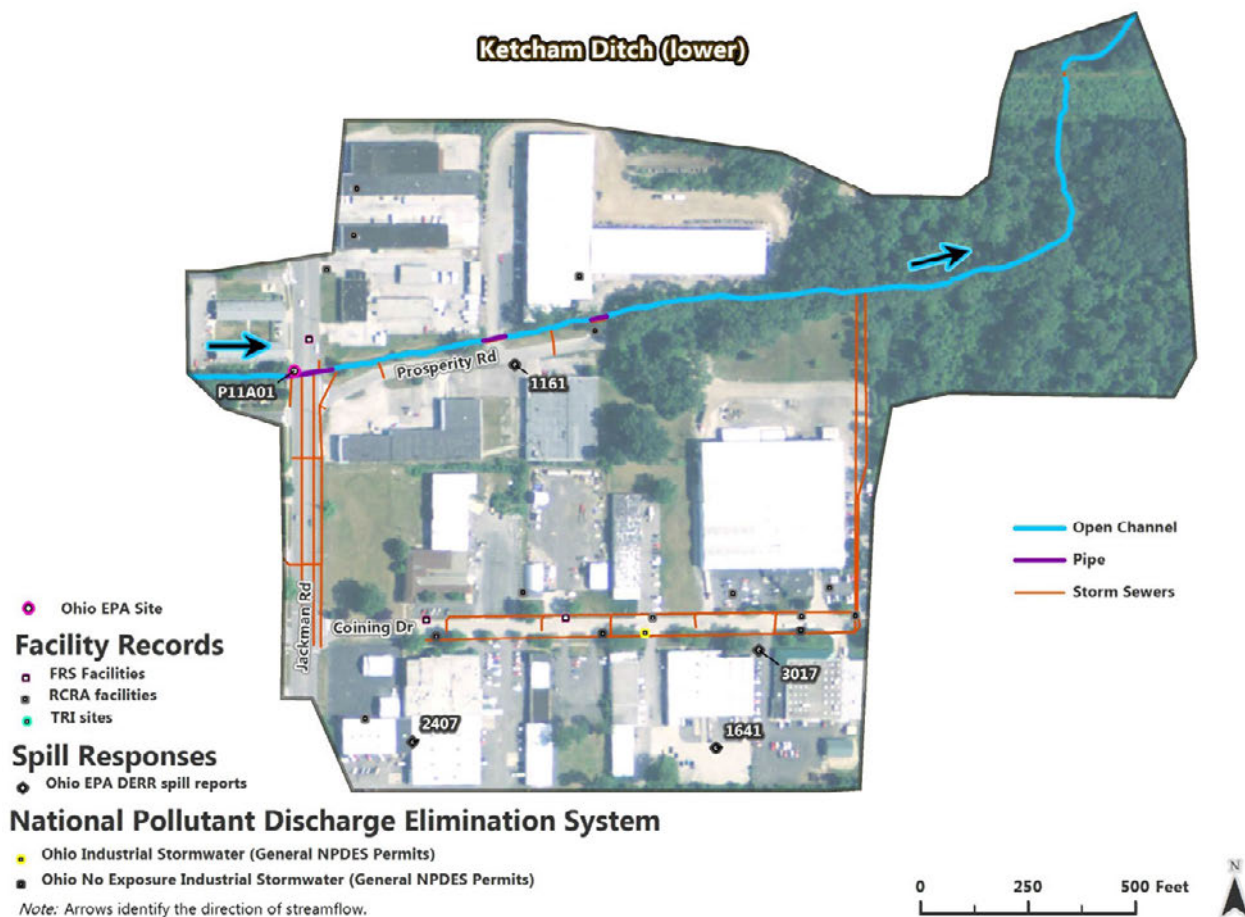 Ketcham Ditch (lower)
P11A01
Prosperity Rd
1161
Open Channel
Pipe
Storm Sewers
Jackman Rd
Coining Dr
3017
2407
1641
Ohio EPA Site
Facility Records
FRS Facilities
RCRA facilities
TRI sites
Spill Responses
Ohio EPA DERR spill reports
National Pollutant Discharge Elimination System
Ohio Industrial Stormwater (General NPDES Permits)
Ohio No Exposure Industrial Stormwater (General NPDES Permits)
Note: Arrows identify the direction of streamflow.
0 250 500 Feet
N